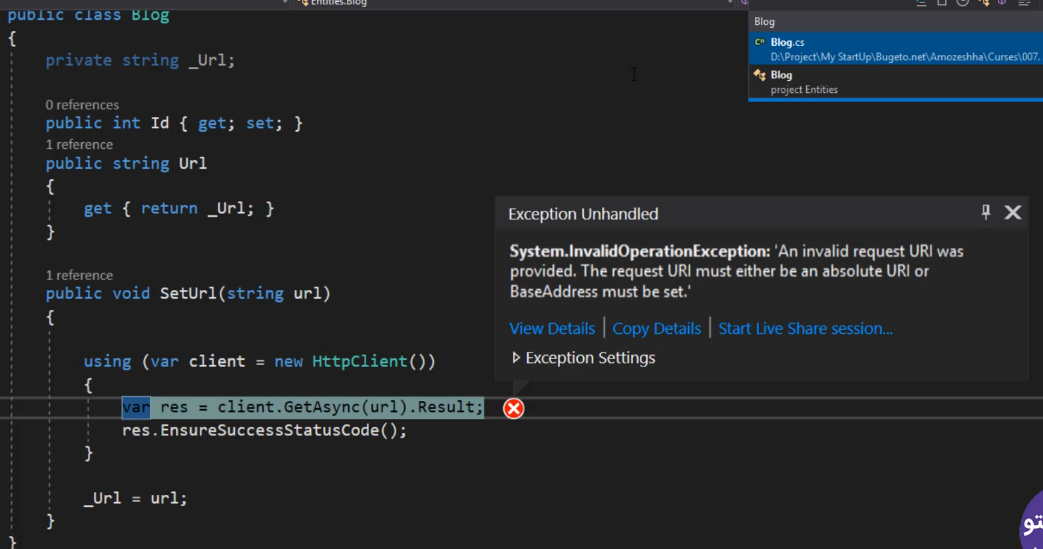 Entities.Blog
public class Blog
{
private string _Url;
0 references
public int Id { get; set; }
1 reference
public string Url
{
get { return _Url; }
}
1 reference
public void SetUrl(string url)
{
using (var client = new HttpClient())
{
var res = client.GetAsync(url).Result;
res.EnsureSuccessStatusCode();
}
_Url = url;
}
}
Blog
C# Blog.cs
D:\Project\My StartUp\Bugeto.net\Amozeshha\Curses\007.
Blog
project Entities
Exception Unhandled
System.InvalidOperationException: 'An invalid request URI was
provided. The request URI must either be an absolute URI or
BaseAddress must be set.'
View Details | Copy Details | Start Live Share session...
Exception Settings